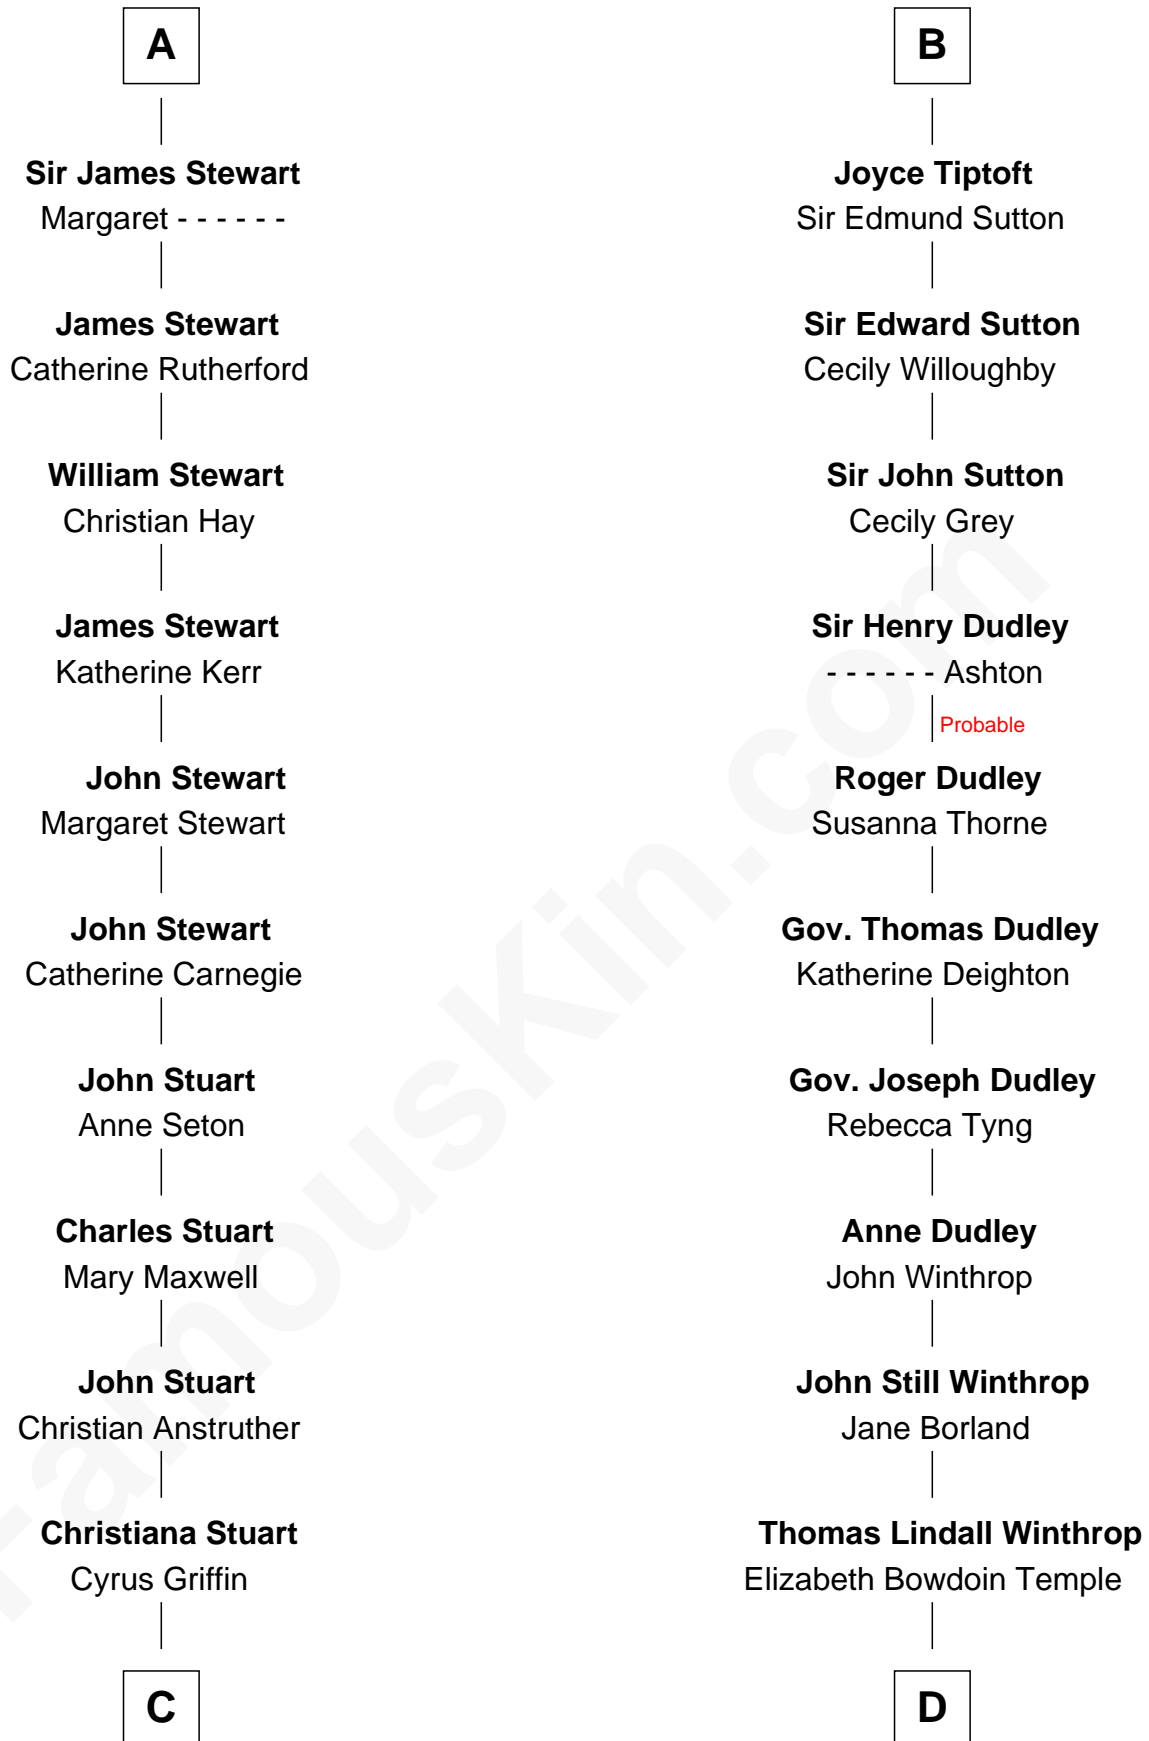 A
Sir James Stewart
Margaret - - - - - -
James Stewart
Catherine Rutherford
William Stewart
Christian Hay
James Stewart
Katherine Kerr
John Stewart
Margaret Stewart
John Stewart
Catherine Carnegie
John Stuart
Anne Seton
Charles Stuart
Mary Maxwell
John Stuart
Christian Anstruther
Christiana Stuart
Cyrus Griffin
C
B
Joyce Tiptoft
Sir Edmund Sutton
Sir Edward Sutton
Cecily Willoughby
Sir John Sutton
Cecily Grey
Sir Henry Dudley
- - - - - - Ashton
Probable
Roger Dudley
Susanna Thorne
Gov. Thomas Dudley
Katherine Deighton
Gov. Joseph Dudley
Rebecca Tyng
Anne Dudley
John Winthrop
John Still Winthrop
Jane Borland
Thomas Lindall Winthrop
Elizabeth Bowdoin Temple
D
FamousKin.com